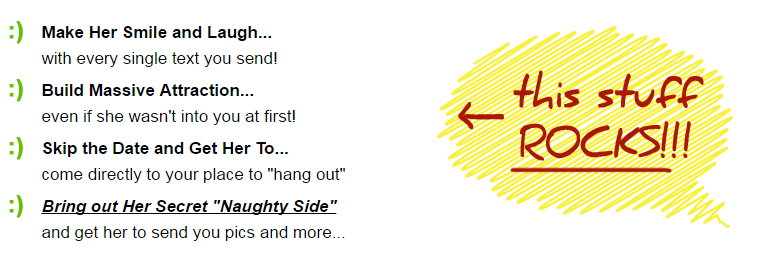 :) Make Her Smile and Laugh...
with every single text you send!
:) Build Massive Attraction...
even if she wasn't into you at first!
:) Skip the Date and Get Her To...
come directly to your place to "hang out"
:) Bring out Her Secret "Naughty Side"
and get her to send you pics and more...
this stuff
ROCKS!!!